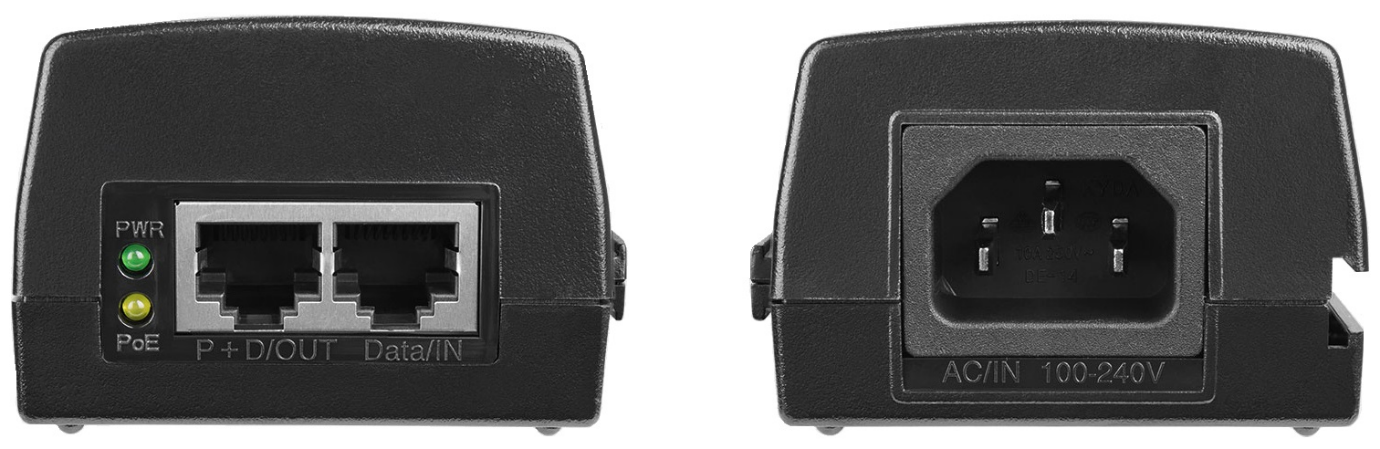 PWR
PoE
P+D/OUT Data/IN
AC/IN 100-240V